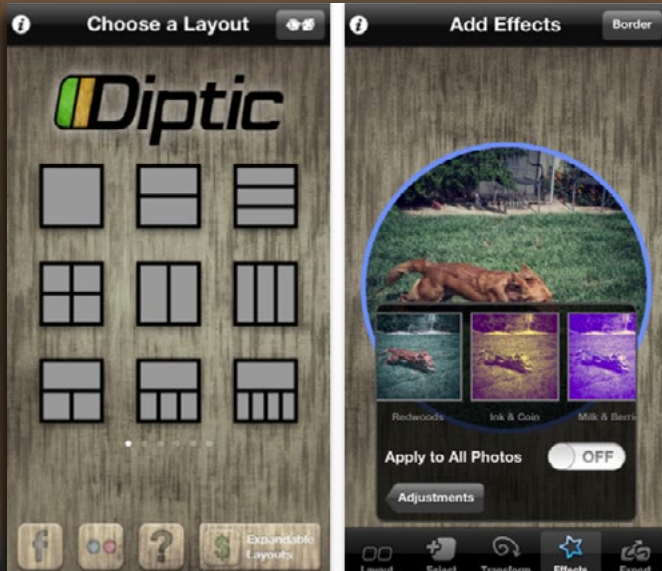 Choose a Layout
Diptic
Expandable
Layouts
Add Effects
Border
Redwoods
Ink & Coin
Milk & Berri
Apply to All Photos
OFF
Adjustments
Layout
Select
Transform
Effects
Export